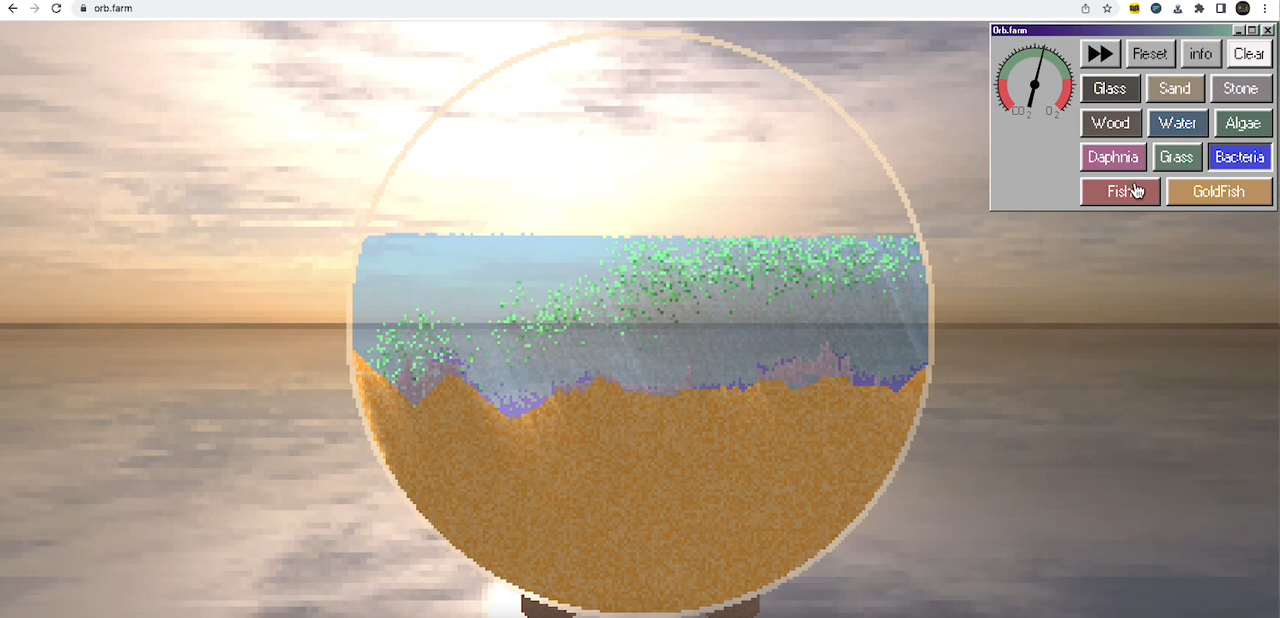 orb.farm
Orb.farm
Reset info Clear
Glass Sand Stone
CO2 O2
Wood Water Algae
Daphnia Grass Bacteria
Fish GoldFish